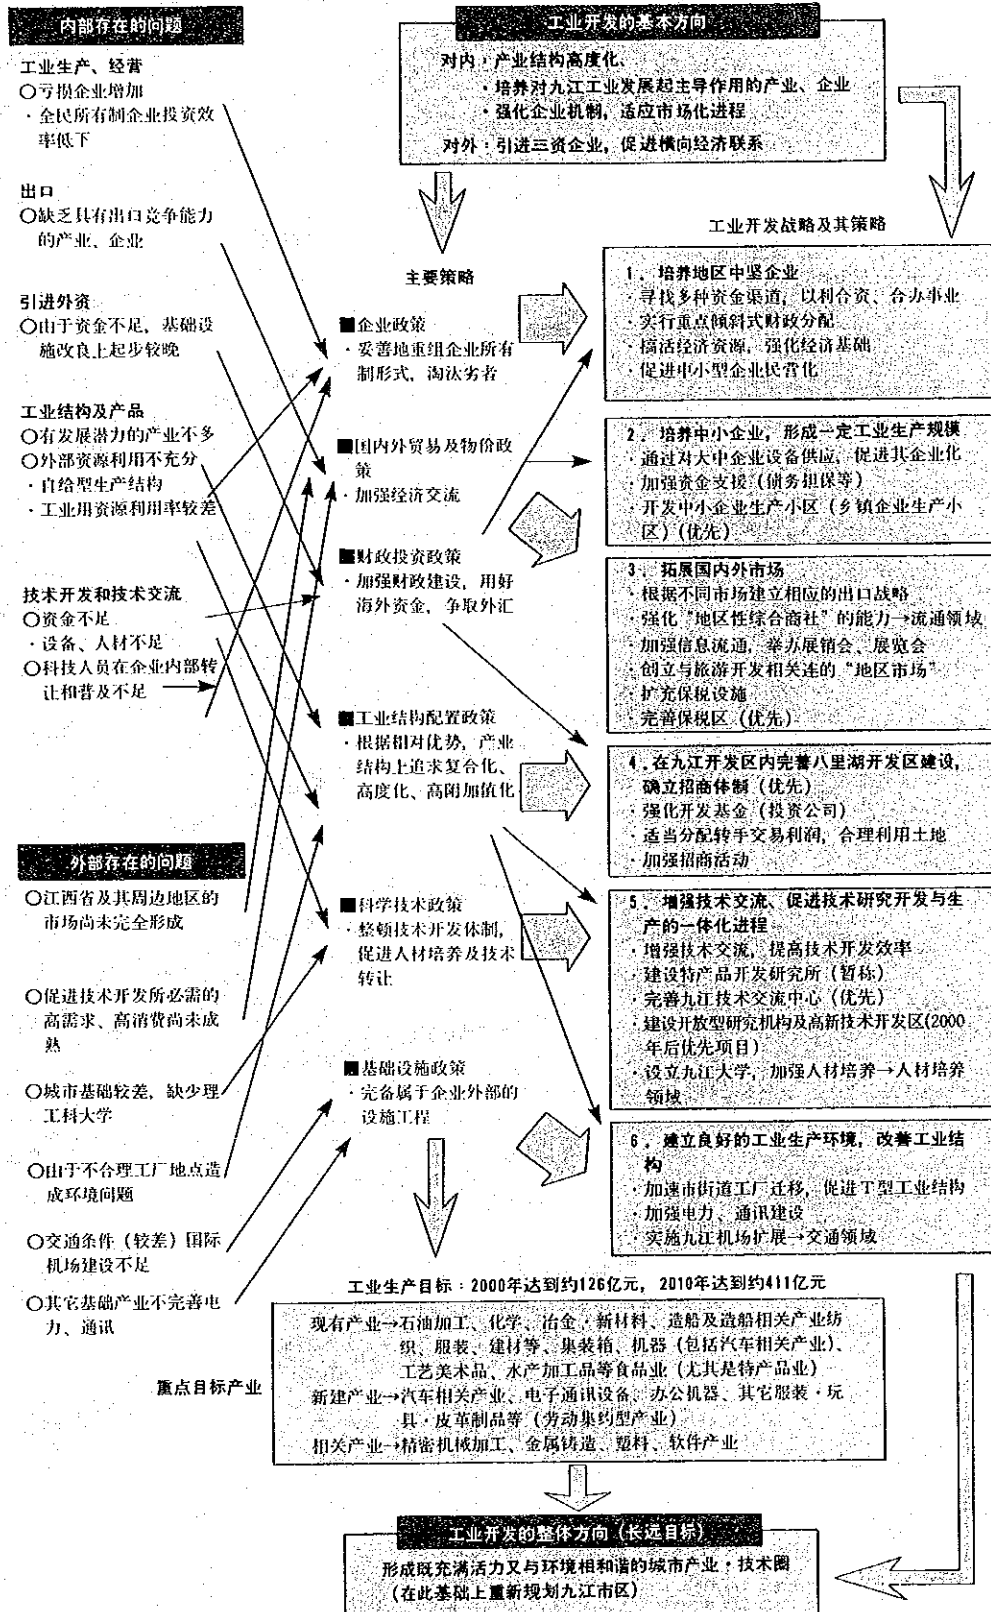 内部存在的问题
工业生产、经营
○亏损企业增加
·全民所有制企业投资效
率低下
出口
○缺乏具有出口竞争能力
的产业、企业
引进外资
○由于资金不足，基础设
施改良上起步较晚
工业结构及产品
○有发展潜力的产业不多
○外部资源利用不充分
·自给型生产结构
·工业用资源利用率较差
技术开发和技术交流
○资金不足
·设备、人材不足
○科技人员在企业内部转
让和普及不足
外部存在的问题
○江西省及其周边地区的
市场尚未完全形成
○促进技术开发所必需的
高需求、高消费尚未成
熟
○城市基础较差，缺少理
工科大学
○由于不合理工厂地点造
成环境问题
○交通条件（较差）国际
机场建设不足
○其它基础产业不完善电
力、通讯
工业开发的基本方向
对内：产业结构高度化、
·培养对九江工业发展起主导作用的产业、企业
·强化企业机制，适应市场化进程
对外：引进三资企业，促进横向经济联系
主要策略
■企业政策
·妥善地重组企业所有
制形式，淘汰劣者
■国内外贸易及物价政
策
·加强经济交流
■财政投资政策
·加强财政建设，用好
海外资金，争取外汇
■工业结构配置政策
·根据相对优势，产业
结构上追求复合化、
高度化、高附加值化
■科学技术政策
·整顿技术开发体制，
促进人材培养及技术
转让
■基础设施政策
·完备属于企业外部的
设施工程
工业开发战略及其策略
1．培养地区中坚企业
·寻找多种资金渠道，以利合资、合办事业
·实行重点倾斜式财政分配
·搞活经济资源，强化经济基础
·促进中小型企业民营化
2．培养中小企业，形成一定工业生产规模
·通过对大中企业设备供应，促进其企业化
·加强资金支援（债务担保等）
·开发中小企业生产小区（乡镇企业生产小
区）（优先）
3．拓展国内外市场
·根据不同市场建立相应的出口战略
·强化“地区性综合商社”的能力→流通领域
·加强信息流通，举办展销会、展览会
·创立与旅游开发相关连的“地区市场”
·扩充保税设施
·完善保税区（优先）
4．在九江开发区内完善八里湖开发区建设，
确立招商体制（优先）
·强化开发基金（投资公司）
·适当分配转手交易利润，合理利用土地
·加强招商活动
5．增强技术交流、促进技术研究开发与生
产的一体化进程
·增强技术交流，提高技术开发效率
·建设特产品开发研究所（暂称）
·完善九江技术交流中心（优先）
·建设开放型研究机构及高新技术开发区(2000
年后优先项目)
·设立九江大学，加强人材培养→人材培养
领域
6．建立良好的工业生产环境，改善工业结
构
·加速市街道工厂迁移，促进T型工业结构
·加强电力、通讯建设
·实施九江机场扩展→交通领域
工业生产目标：2000年达到约126亿元，2010年达到约411亿元
重点目标产业
现有产业→石油加工、化学、冶金·新材料、造船及造船相关产业纺
织、服装、建材等、集装箱、机器（包括汽车相关产业）、
工艺美术品、水产加工品等食品业（尤其是特产品业）
新建产业→汽车相关产业、电子通讯设备、办公机器、其它服装·玩
具·皮革制品等（劳动集约型产业）
相关产业→精密机械加工、金属铸造、塑料、软件产业
工业开发的整体方向（长远目标）
形成既充满活力又与环境相和谐的城市产业·技术圈
（在此基础上重新规划九江市区）